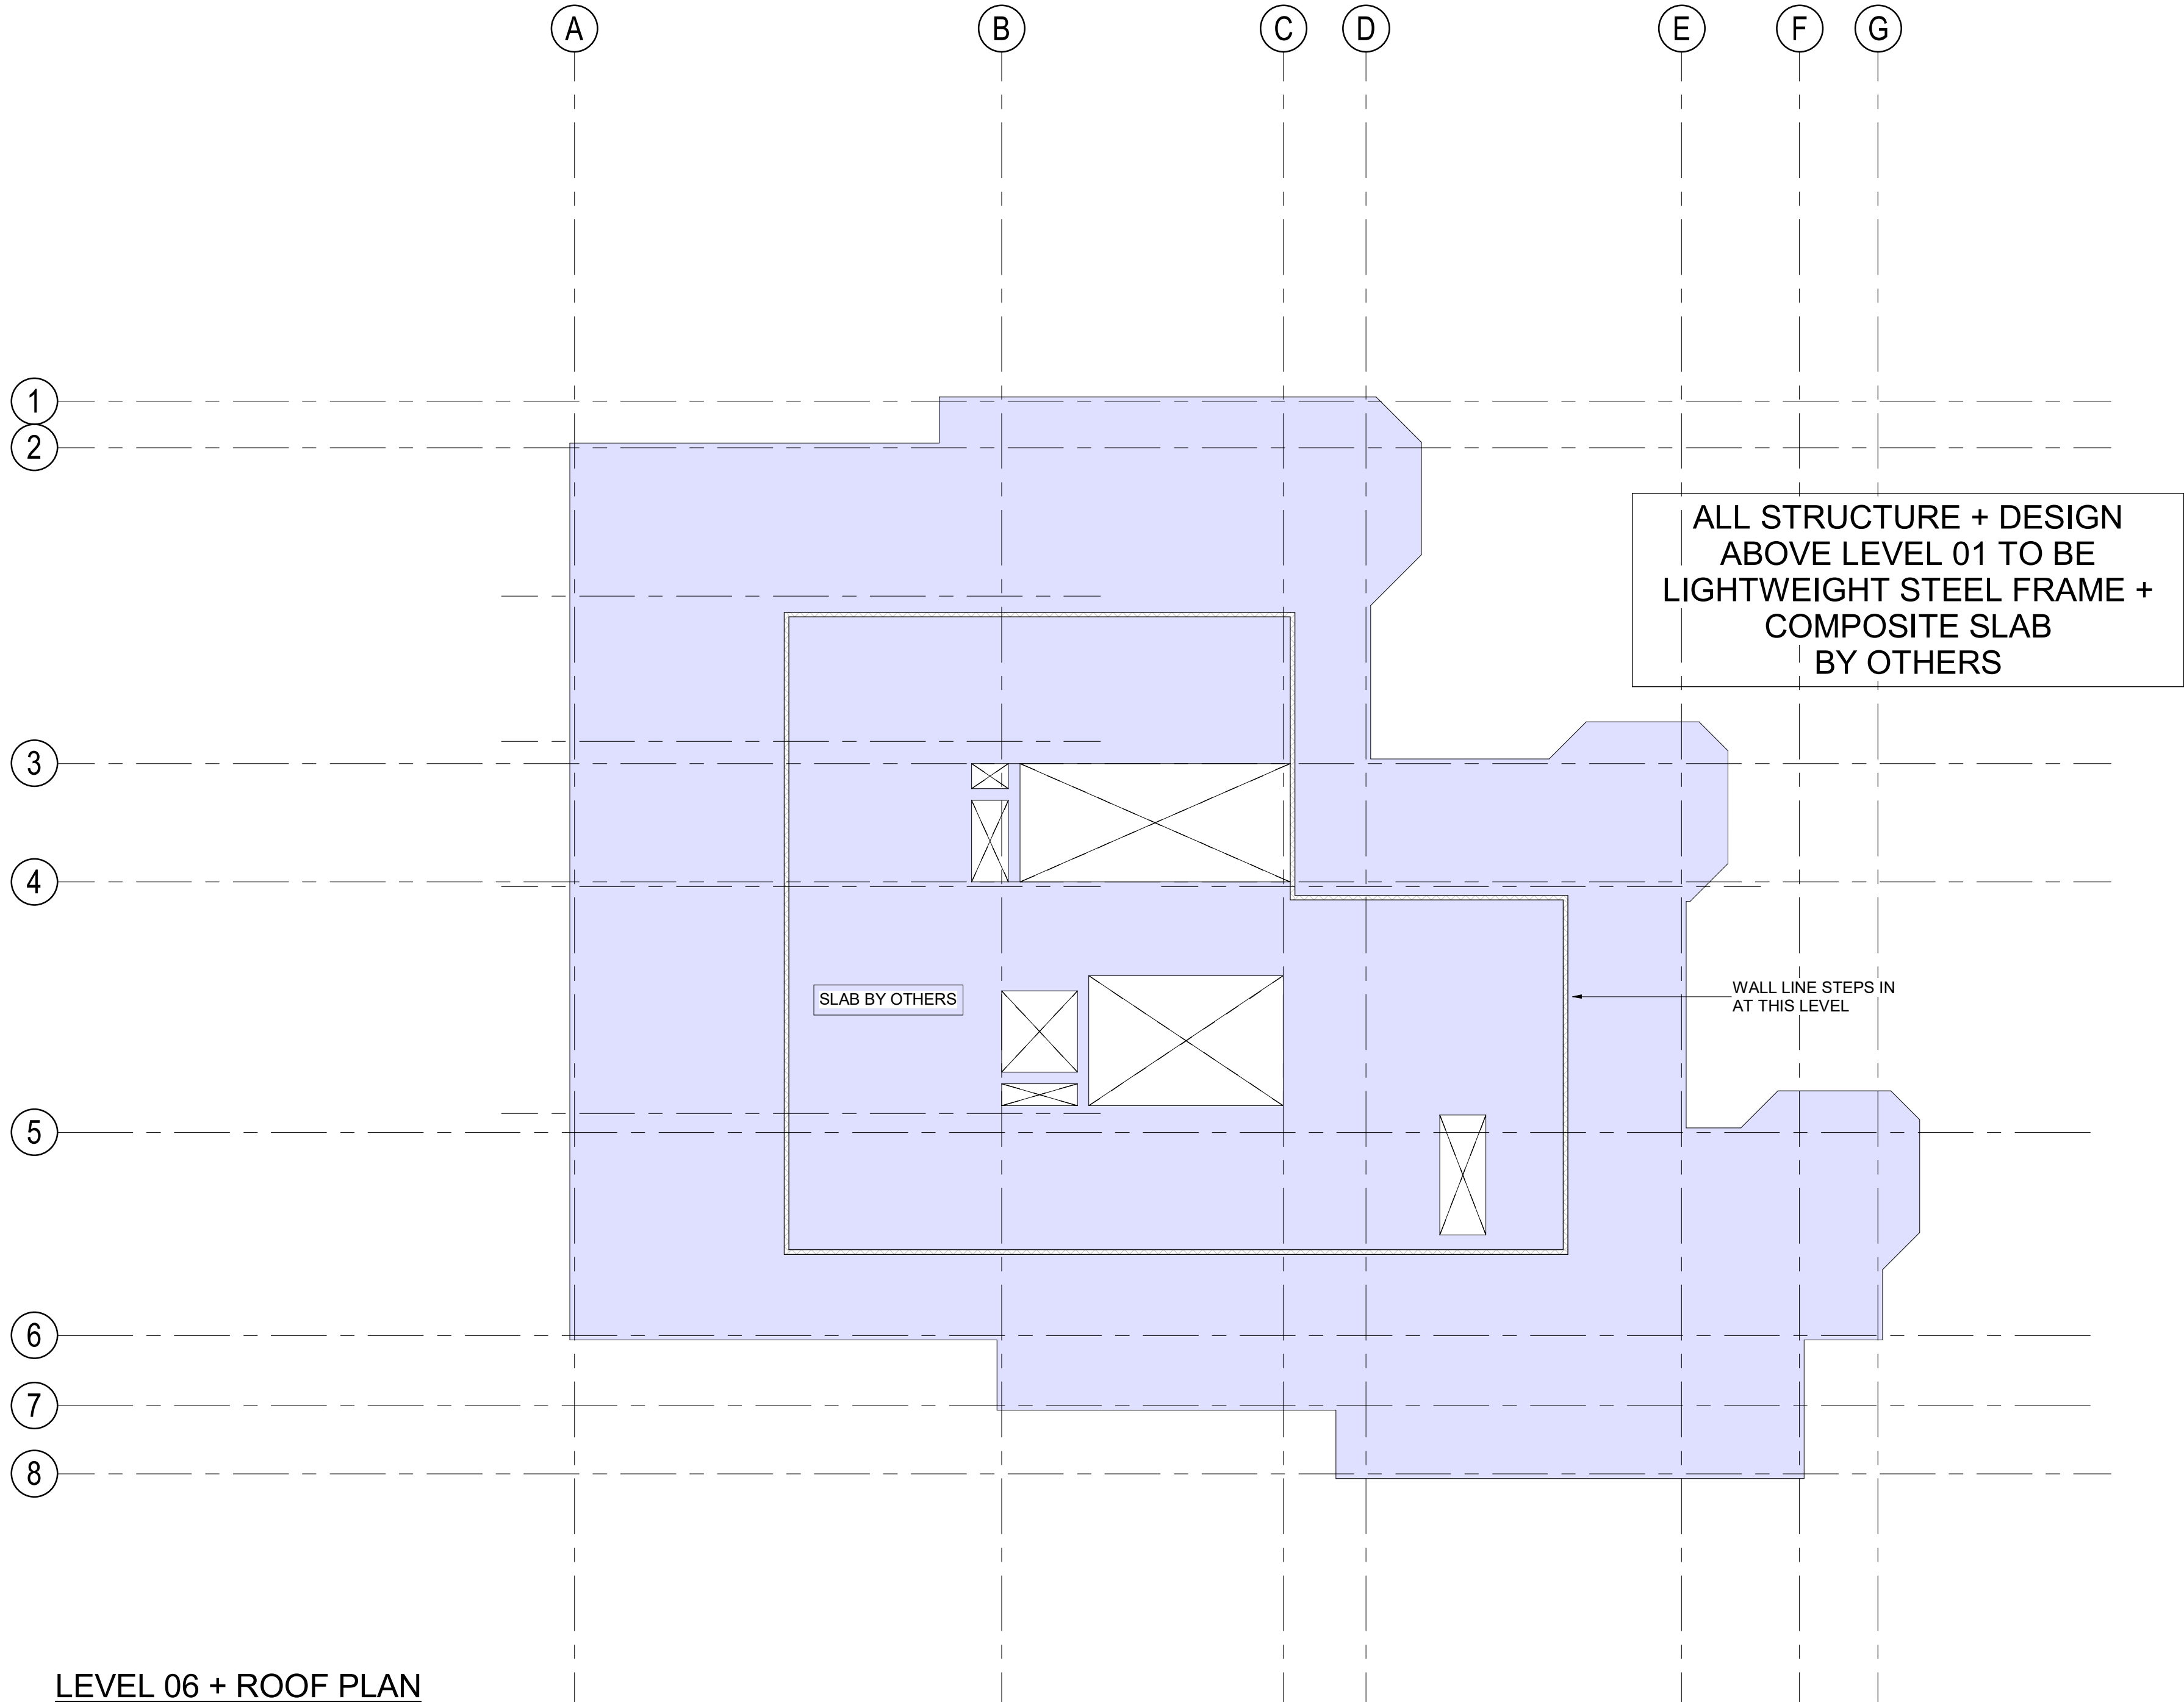 A B C D E F G
1
2
ALL STRUCTURE + DESIGN
ABOVE LEVEL 01 TO BE
LIGHTWEIGHT STEEL FRAME +
COMPOSITE SLAB
BY OTHERS
3
4
SLAB BY OTHERS
WALL LINE STEPS IN
AT THIS LEVEL
5
6
7
8
LEVEL 06 + ROOF PLAN